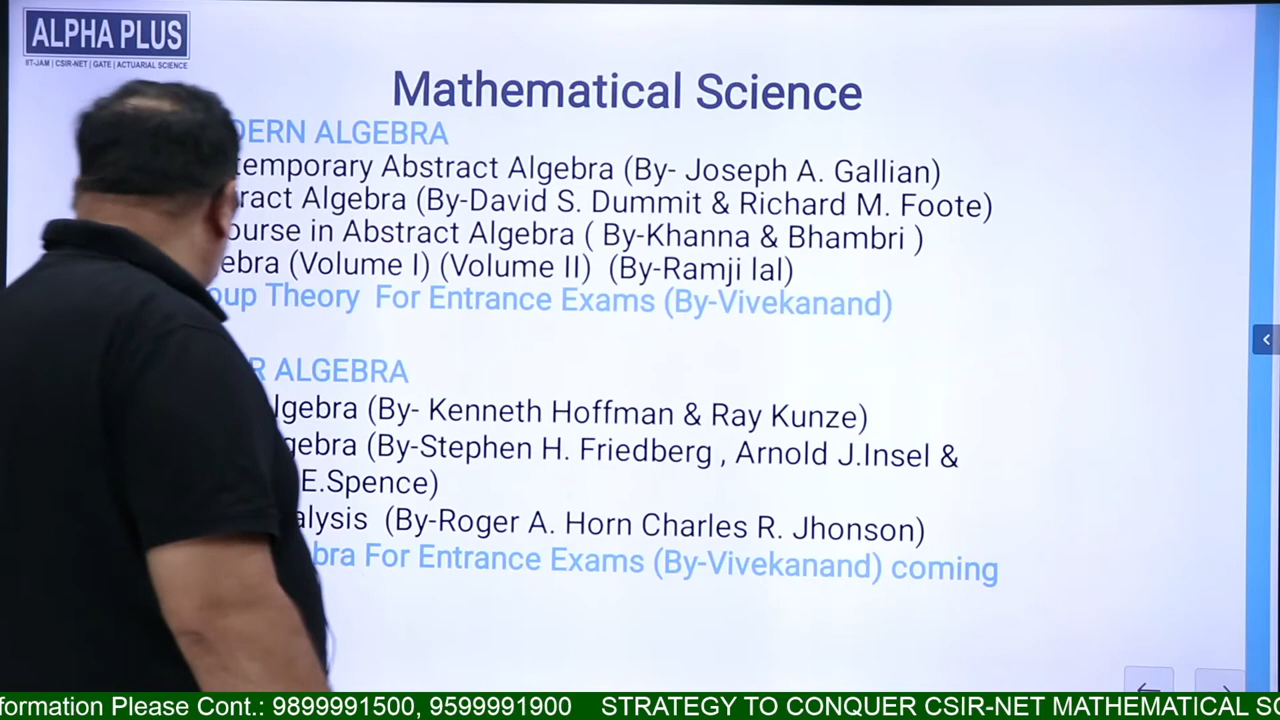 ALPHA PLUS
IIT-JAM | CSIR-NET | GATE | ACTUARIAL SCIENCE
Mathematical Science
DERN ALGEBRA
temporary Abstract Algebra (By- Joseph A. Gallian)
ract Algebra (By-David S. Dummit & Richard M. Foote)
ourse in Abstract Algebra ( By-Khanna & Bhambri )
ebra (Volume I) (Volume II) (By-Ramji lal)
oup Theory For Entrance Exams (By-Vivekanand)
R ALGEBRA
lgebra (By- Kenneth Hoffman & Ray Kunze)
gebra (By-Stephen H. Friedberg , Arnold J.Insel &
E.Spence)
alysis (By-Roger A. Horn Charles R. Jhonson)
bra For Entrance Exams (By-Vivekanand) coming
formation Please Cont.: 9899991500, 9599991900 STRATEGY TO CONQUER CSIR-NET MATHEMATICAL SC